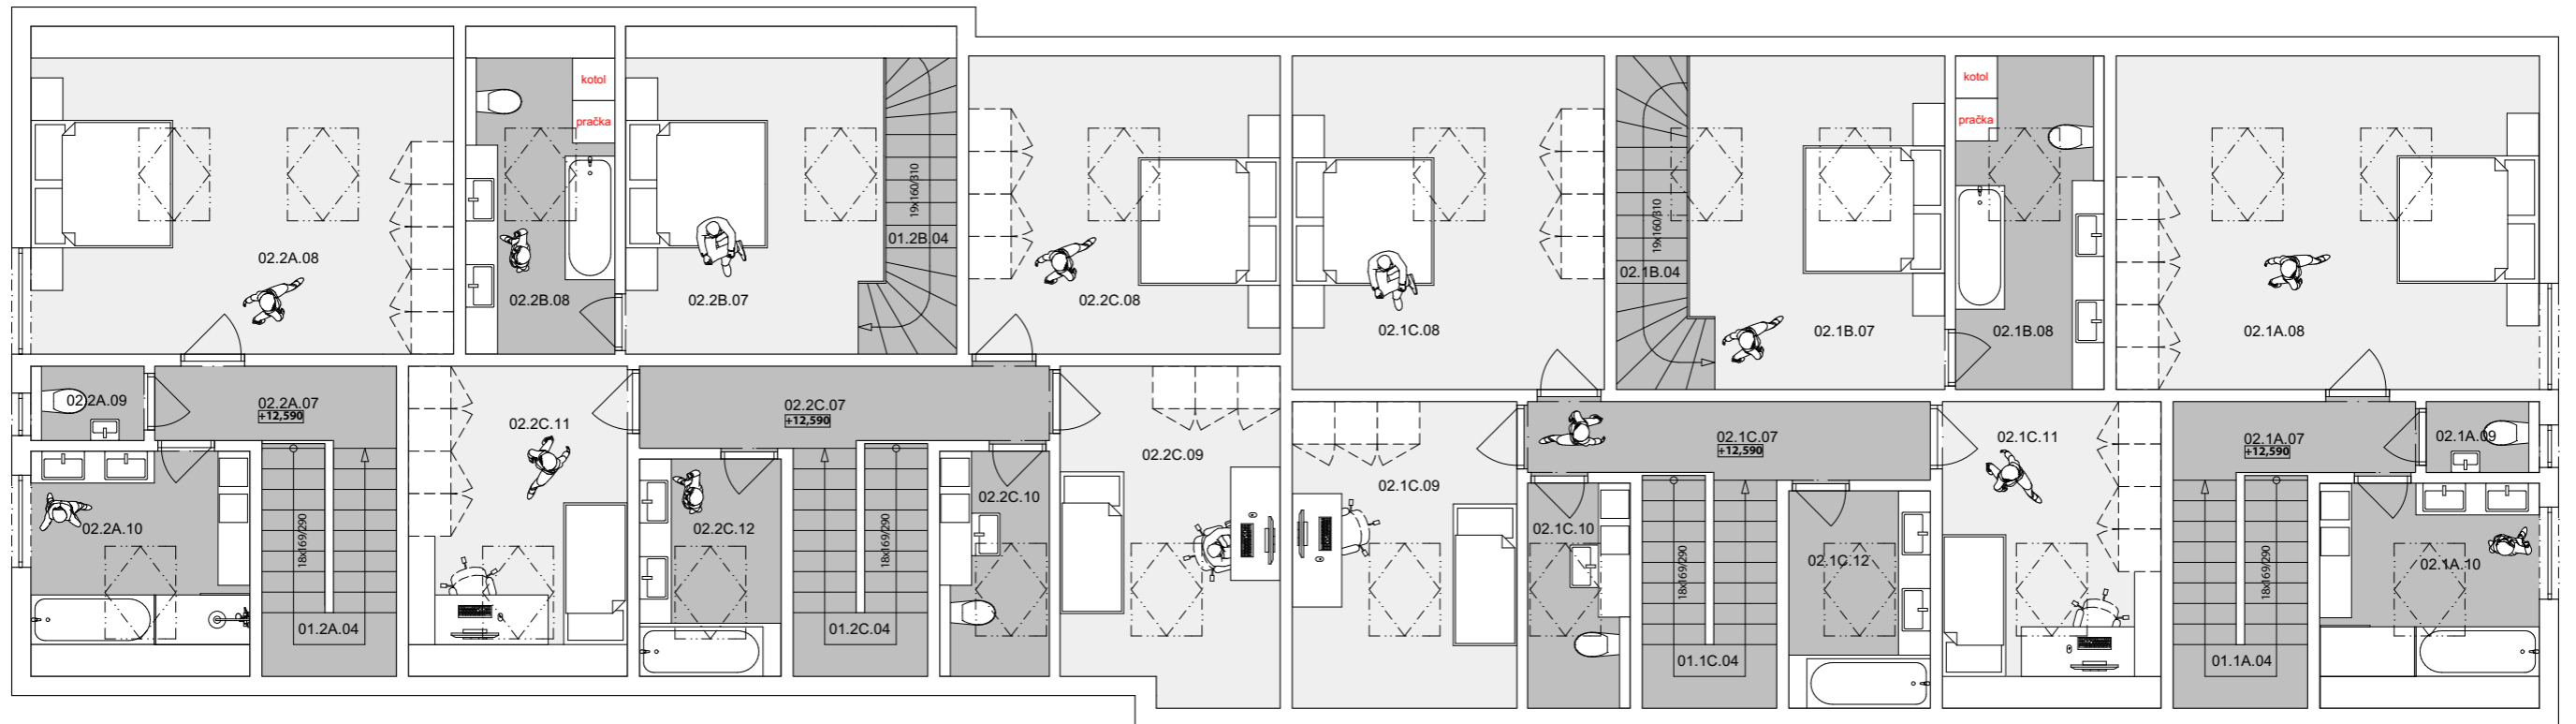 kotol
pračka
19x160/310
01.2B.04
02.2A.08
02.2B.08
02.2B.07
02.2C.08
02.1C.08
19x160/310
02.1B.04
02.1B.07
kotol
pračka
02.1B.08
02.1A.08
02.2A.09
02.2A.07
+12,590
02.2C.11
02.2C.07
+12,590
02.2C.09
02.1C.09
02.1C.07
+12,590
02.1C.11
02.1A.07
+12,590
02.1A.09
02.2A.10
18x169/290
01.2A.04
02.2C.12
18x169/290
01.2C.04
02.2C.10
02.1C.10
18x169/290
01.1C.04
02.1C.12
18x169/290
01.1A.04
02.1A.10